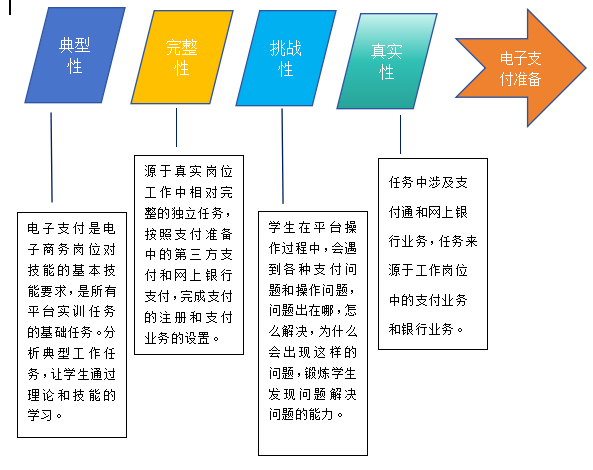 典型
性
完整
性
挑战
性
真实
性
电子支
付准备
电子支付是电
子商务岗位对
技能的基本技
能要求，是所有
平台实训任务
的基础任务。分
析典型工作任
务，让学生通过
理论和技能的
学习。
源于真实岗位
工作中相对完
整的独立任务，
按照支付准备
中的第三方支
付和网上银行
支付，完成支付
的注册和支付
业务的设置。
学生在平台操
作过程中，会遇
到各种支付问
题和操作问题，
问题出在哪，怎
么解决，为什么
会出现这样的
问题，锻炼学生
发现问题解决
问题的能力。
任务中涉及支
付通和网上银
行业务，任务来
源于工作岗位
中的支付业务
和银行业务。